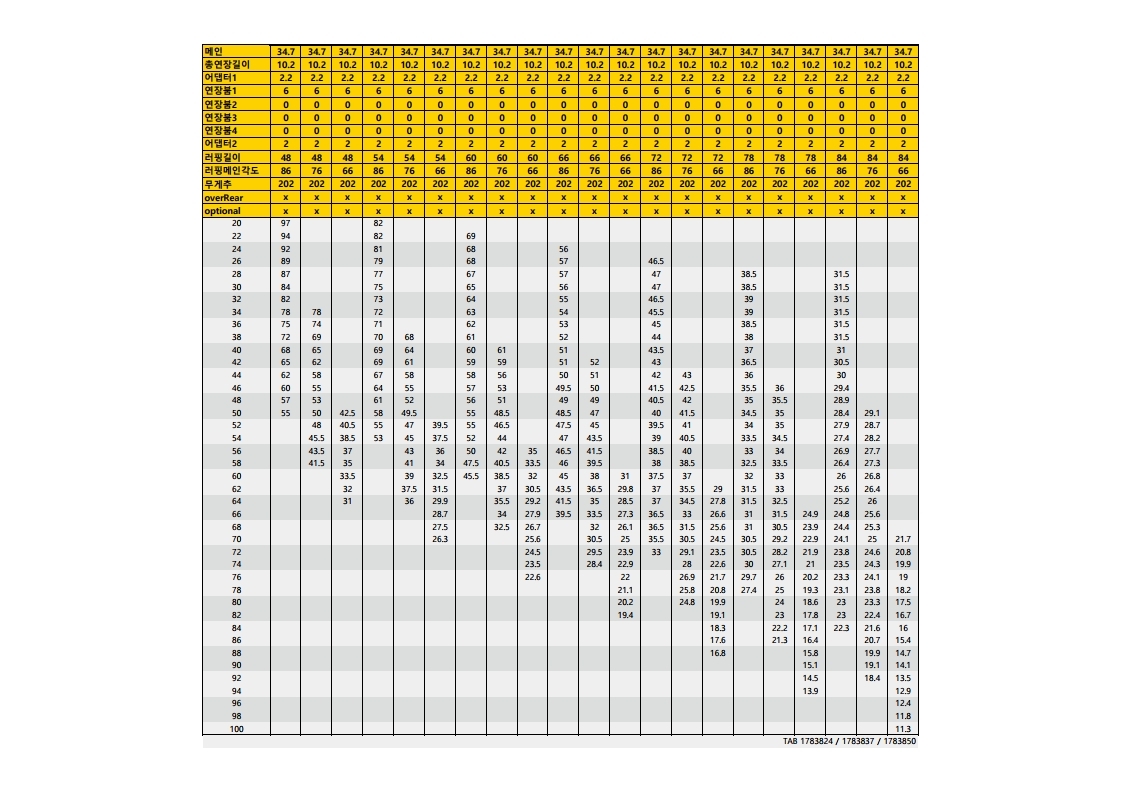 메인 34.7 34.7 34.7 34.7 34.7 34.7 34.7 34.7 34.7 34.7 34.7 34.7 34.7 34.7 34.7 34.7 34.7 34.7 34.7 34.7 34.7
총연장길이 10.2 10.2 10.2 10.2 10.2 10.2 10.2 10.2 10.2 10.2 10.2 10.2 10.2 10.2 10.2 10.2 10.2 10.2 10.2 10.2 10.2
어댑터1 2.2 2.2 2.2 2.2 2.2 2.2 2.2 2.2 2.2 2.2 2.2 2.2 2.2 2.2 2.2 2.2 2.2 2.2 2.2 2.2 2.2
연장붐1 6 6 6 6 6 6 6 6 6 6 6 6 6 6 6 6 6 6 6 6 6
연장붐2 0 0 0 0 0 0 0 0 0 0 0 0 0 0 0 0 0 0 0 0 0
연장붐3 0 0 0 0 0 0 0 0 0 0 0 0 0 0 0 0 0 0 0 0 0
연장붐4 0 0 0 0 0 0 0 0 0 0 0 0 0 0 0 0 0 0 0 0 0
어댑터2 2 2 2 2 2 2 2 2 2 2 2 2 2 2 2 2 2 2 2 2 2
러핑길이 48 48 48 54 54 54 60 60 60 66 66 66 72 72 72 78 78 78 84 84 84
러핑메인각도 86 76 66 86 76 66 86 76 66 86 76 66 86 76 66 86 76 66 86 76 66
무게추 202 202 202 202 202 202 202 202 202 202 202 202 202 202 202 202 202 202 202 202 202
overRear x x x x x x x x x x x x x x x x x x x x x
optional x x x x x x x x x x x x x x x x x x x x x
20 97 82
22 94 82 69
24 92 81 68 56
26 89 79 68 57 46.5
28 87 77 67 57 47 38.5 31.5
30 84 75 65 56 47 38.5 31.5
32 82 73 64 55 46.5 39 31.5
34 78 78 72 63 54 45.5 39 31.5
36 75 74 71 62 53 45 38.5 31.5
38 72 69 70 68 61 52 44 38 31.5
40 68 65 69 64 60 61 51 43.5 37 31
42 65 62 69 61 59 59 51 52 43 36.5 30.5
44 62 58 67 58 58 56 50 51 42 43 36 30
46 60 55 64 55 57 53 49.5 50 41.5 42.5 35.5 36 29.4
48 57 53 61 52 56 51 49 49 40.5 42 35 35.5 28.9
50 55 50 42.5 58 49.5 55 48.5 48.5 47 40 41.5 34.5 35 28.4 29.1
52 48 40.5 55 47 39.5 55 46.5 47.5 45 39.5 41 34 35 27.9 28.7
54 45.5 38.5 53 45 37.5 52 44 47 43.5 39 40.5 33.5 34.5 27.4 28.2
56 43.5 37 43 36 50 42 35 46.5 41.5 38.5 40 33 34 26.9 27.7
58 41.5 35 41 34 47.5 40.5 33.5 46 39.5 38 38.5 32.5 33.5 26.4 27.3
60 33.5 39 32.5 45.5 38.5 32 45 38 31 37.5 37 32 33 26 26.8
62 32 37.5 31.5 37 30.5 43.5 36.5 29.8 37 35.5 29 31.5 33 25.6 26.4
64 31 36 29.9 35.5 29.2 41.5 35 28.5 37 34.5 27.8 31.5 32.5 25.2 26
66 28.7 34 27.9 39.5 33.5 27.3 36.5 33 26.6 31 31.5 24.9 24.8 25.6
68 27.5 32.5 26.7 32 26.1 36.5 31.5 25.6 31 30.5 23.9 24.4 25.3
70 26.3 25.6 30.5 25 35.5 30.5 24.5 30.5 29.2 22.9 24.1 25 21.7
72 24.5 29.5 23.9 33 29.1 23.5 30.5 28.2 21.9 23.8 24.6 20.8
74 23.5 28.4 22.9 28 22.6 30 27.1 21 23.5 24.3 19.9
76 22.6 22 26.9 21.7 29.7 26 20.2 23.3 24.1 19
78 21.1 25.8 20.8 27.4 25 19.3 23.1 23.8 18.2
80 20.2 24.8 19.9 24 18.6 23 23.3 17.5
82 19.4 19.1 23 17.8 23 22.4 16.7
84 18.3 22.2 17.1 22.3 21.6 16
86 17.6 21.3 16.4 20.7 15.4
88 16.8 15.8 19.9 14.7
90 15.1 19.1 14.1
92 14.5 18.4 13.5
94 13.9 12.9
96 12.4
98 11.8
100 11.3
TAB 1783824 / 1783837 / 1783850